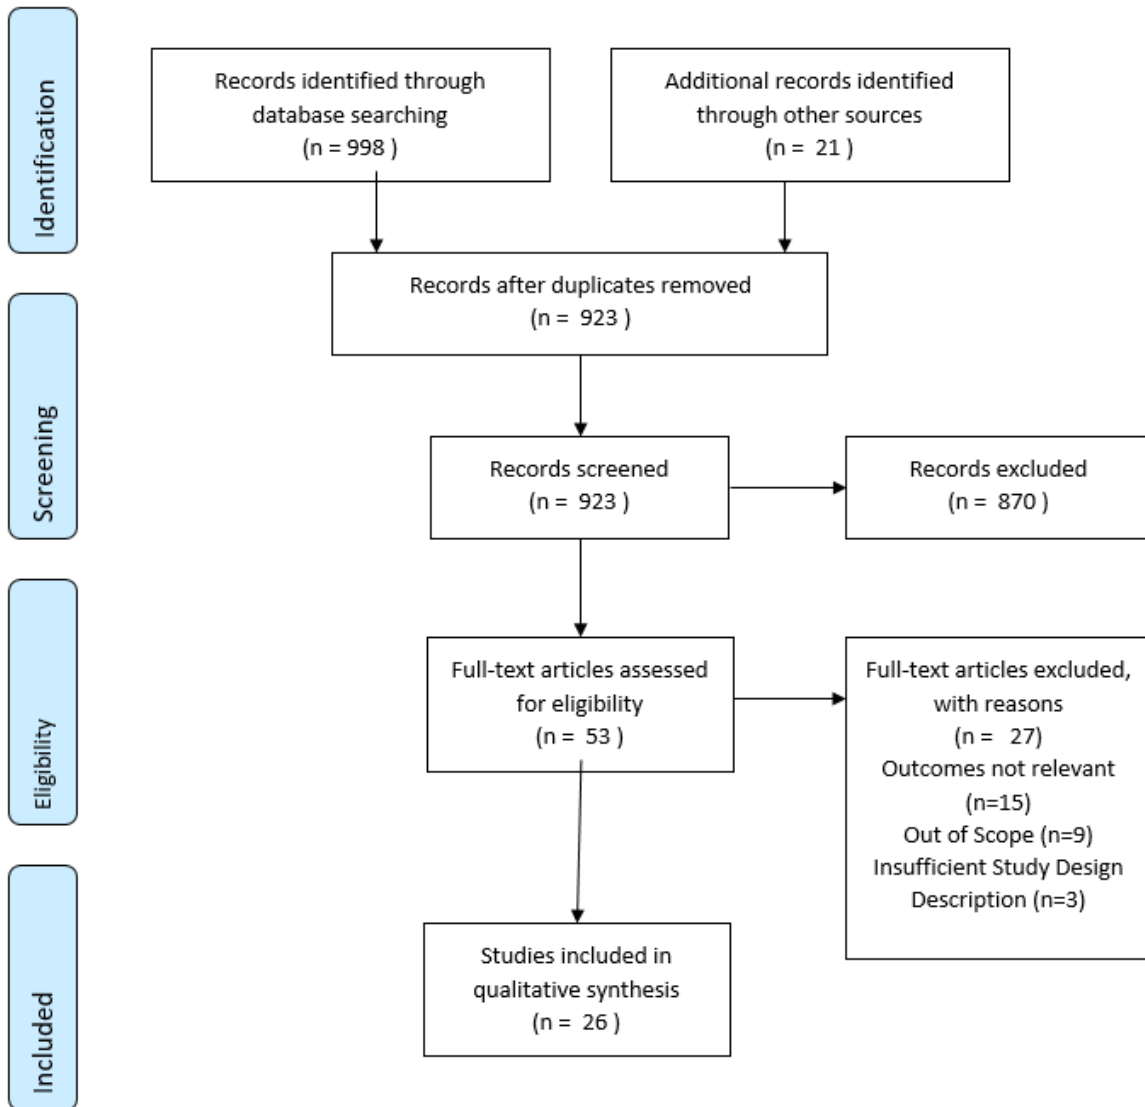 Identification
Records identified through
database searching
(n = 998 )
Additional records identified
through other sources
(n =  21 )
Records after duplicates removed
(n =  923 )
Screening
Records screened
(n =  923 )
Records excluded
(n =  870 )
Eligibility
Full-text articles assessed
for eligibility
(n =  53 )
Full-text articles excluded,
with reasons
(n =   27)
Outcomes not relevant
(n=15)
Out of Scope (n=9)
Insufficient Study Design
Description (n=3)
Included
Studies included in
qualitative synthesis
(n =  26 )